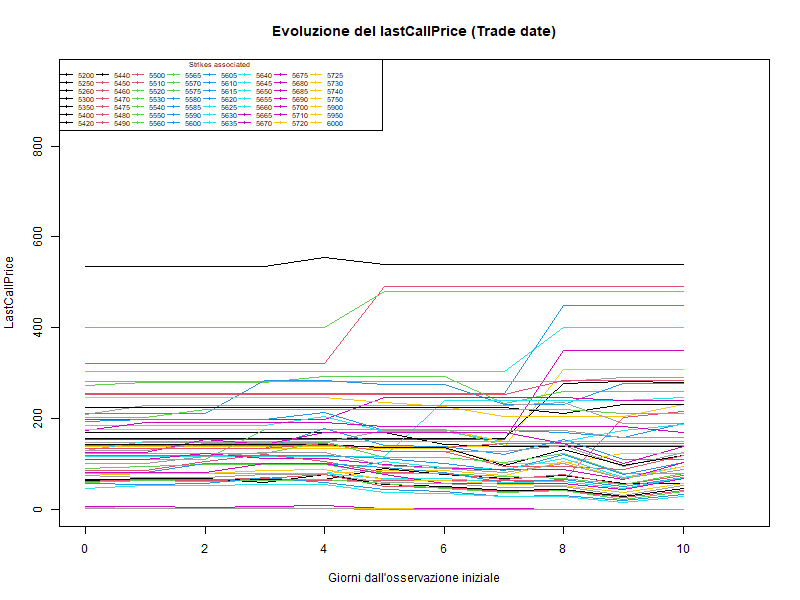 Evoluzione del lastCallPrice (Trade date)
Strikes associated
5200 5440 5500 5565 5605 5640 5675 5725
5250 5450 5510 5570 5610 5645 5680 5730
5260 5460 5520 5575 5615 5650 5685 5740
5300 5470 5530 5580 5620 5655 5690 5750
5350 5475 5540 5585 5625 5660 5700 5900
5400 5480 5550 5590 5630 5665 5710 5950
5420 5490 5560 5600 5635 5670 5720 6000
800
600
400
200
0
LastCallPrice
0 2 4 6 8 10
Giorni dall'osservazione iniziale